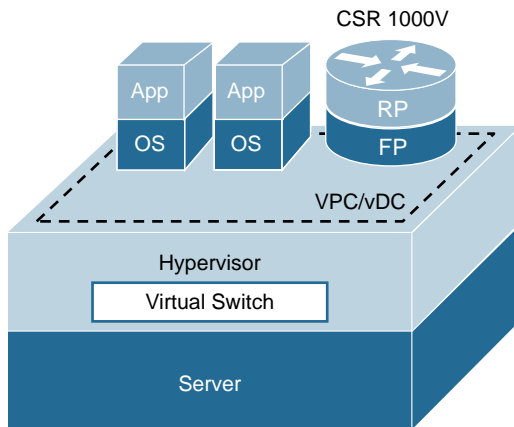 CSR 1000V
App
App
RP
OS
OS
FP
VPC/vDC
Hypervisor
Virtual Switch
Server